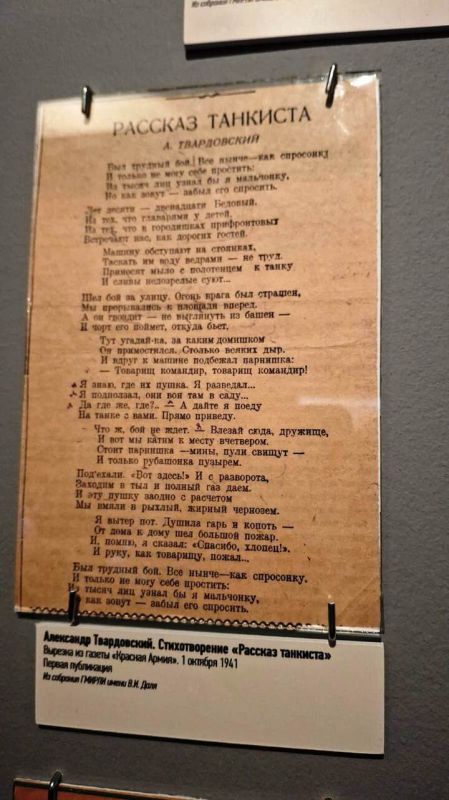 Из собрания ГМИРЛИ
РАССКАЗ ТАНКИСТА
А. ТВАРДОВСКИЙ
Был трудный бой. Все нынче—как спросонку
И только не могу себе простить:
Из тысяч лиц узнал бы я мальчонку,
Но как зовут — забыл его спросить.
Лет десяти — двенадцати Бедовый.
Из тех, что главарями у детей,
Из тех, что в городишках прифронтовых
Встречают нас, как дорогих гостей.
Машину обступают на стоянках,
Таскать им воду ведрами — не труд.
Приносят мыло с полотенцем к танку
И сливы недозрелые суют...
Шел бой за улицу. Огонь врага был страшен,
Мы прорывались к площади вперед.
А он гвоздит — не выглянуть из башен —
И чорт его поймет, откуда бьет.
Тут угадай-ка, за каким домишком
Он примостился. Столько всяких дыр.
И вдруг к машине подбежал парнишка:
— Товарищ командир, товарищ командир!
Я знаю, где их пушка. Я разведал...
Я подползал, они вон там в саду...
— Да где же, где?.. — А дайте я поеду
На танке с вами. Прямо приведу.
Что ж, бой не ждет. — Влезай сюда, дружище,
И вот мы катим к месту вчетвером.
Стоит парнишка —мины, пули свищут —
И только рубашонка пузырем.
Под'ехали. «Вот здесь!» И с разворота,
Заходим в тыл и полный газ даем.
И эту пушку заодно с расчетом
Мы вмяли в рыхлый, жирный чернозем.
Я вытер пот. Душила гарь и копоть —
От дома к дому шел большой пожар.
И, помню, я сказал: «Спасибо, хлопец!».
И руку, как товарищу, пожал...
Был трудный бой. Все нынче—как спросонку,
И только не могу себе простить:
Из тысяч лиц узнал бы я мальчонку,
Но как зовут — забыл его спросить.
Александр Твардовский. Стихотворение «Рассказ танкиста»
Вырезка из газеты «Красная Армия». 1 октября 1941
Первая публикация
Из собрания ГМИРЛИ имени В.И. Даля